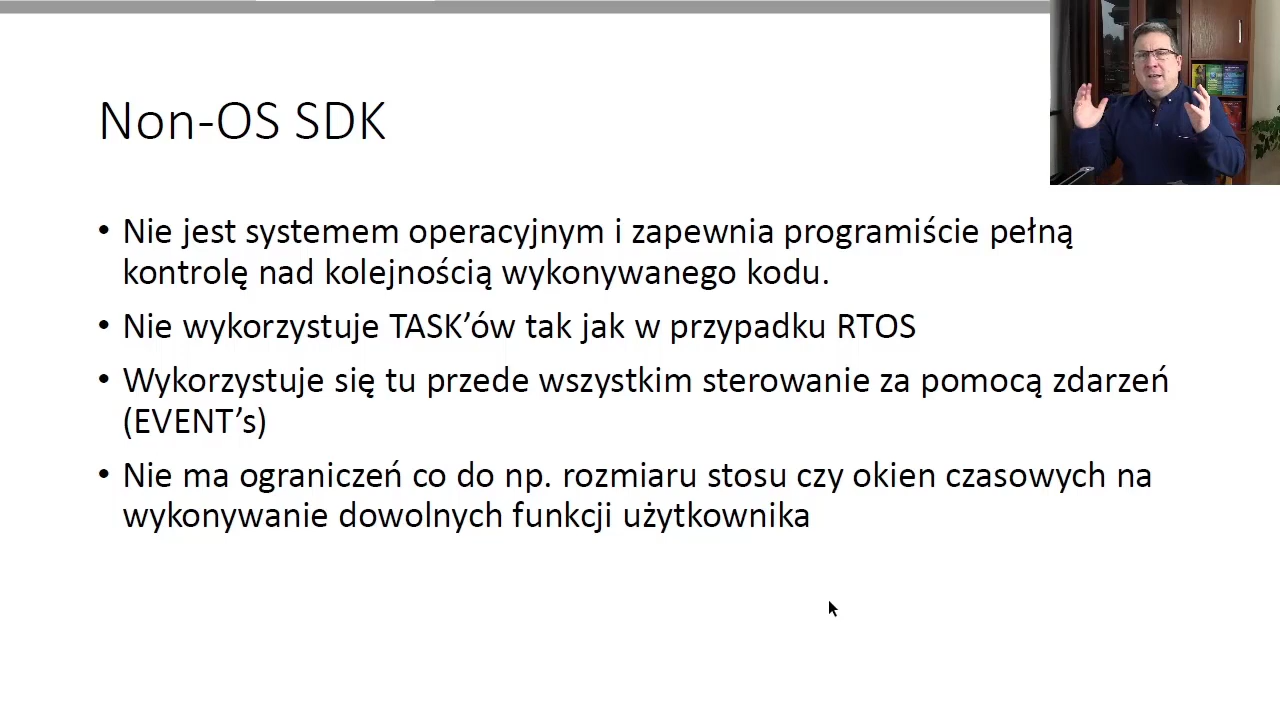 Non-OS SDK
• Nie jest systemem operacyjnym i zapewnia programiście pełną
kontrolę nad kolejnością wykonywanego kodu.
• Nie wykorzystuje TASK’ów tak jak w przypadku RTOS
• Wykorzystuje się tu przede wszystkim sterowanie za pomocą zdarzeń
(EVENT’s)
• Nie ma ograniczeń co do np. rozmiaru stosu czy okien czasowych na
wykonywanie dowolnych funkcji użytkownika